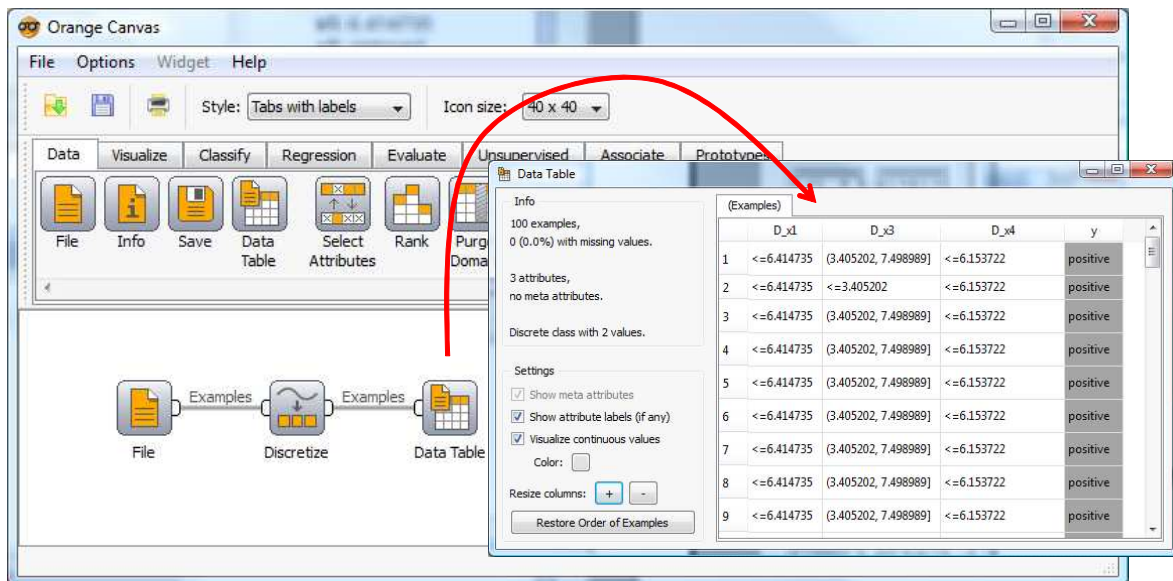 Orange Canvas
File Options Widget Help
Style: Tabs with labels Icon size: 40 x 40
Data Visualize Classify Regression Evaluate Unsupervised Associate Prototypes
File Info Save Data Table Select Attributes Rank Purge Doma
File Examples Discretize Examples Data Table
Data Table
Info
100 examples,
0 (0.0%) with missing values.
3 attributes,
no meta attributes.
Discrete class with 2 values.
Settings
Show meta attributes
Show attribute labels (if any)
Visualize continuous values
Color:
Resize columns: + -
Restore Order of Examples
(Examples)
D_x1 D_x3 D_x4 y
1 <=6.414735 (3.405202, 7.498989] <=6.153722 positive
2 <=6.414735 <=3.405202 <=6.153722 positive
3 <=6.414735 (3.405202, 7.498989] <=6.153722 positive
4 <=6.414735 (3.405202, 7.498989] <=6.153722 positive
5 <=6.414735 (3.405202, 7.498989] <=6.153722 positive
6 <=6.414735 (3.405202, 7.498989] <=6.153722 positive
7 <=6.414735 (3.405202, 7.498989] <=6.153722 positive
8 <=6.414735 (3.405202, 7.498989] <=6.153722 positive
9 <=6.414735 (3.405202, 7.498989] <=6.153722 positive